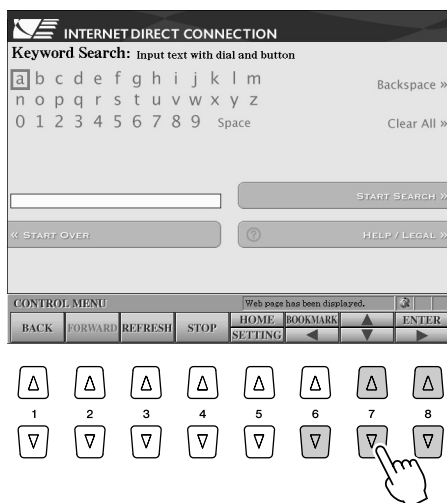 INTERNET DIRECT CONNECTION
Keyword Search: Input text with dial and button
a b c d e f g h i j k l m
Backspace »
n o p q r s t u v w x y z
0 1 2 3 4 5 6 7 8 9 Space
Clear All »
START SEARCH »
« START OVER
? HELP / LEGAL »
CONTROL MENU Web page has been displayed.
BACK FORWARD REFRESH STOP HOME BOOKMARK ▲ ENTER
SETTING ◀ ▼ ▶
1 2 3 4 5 6 7 8